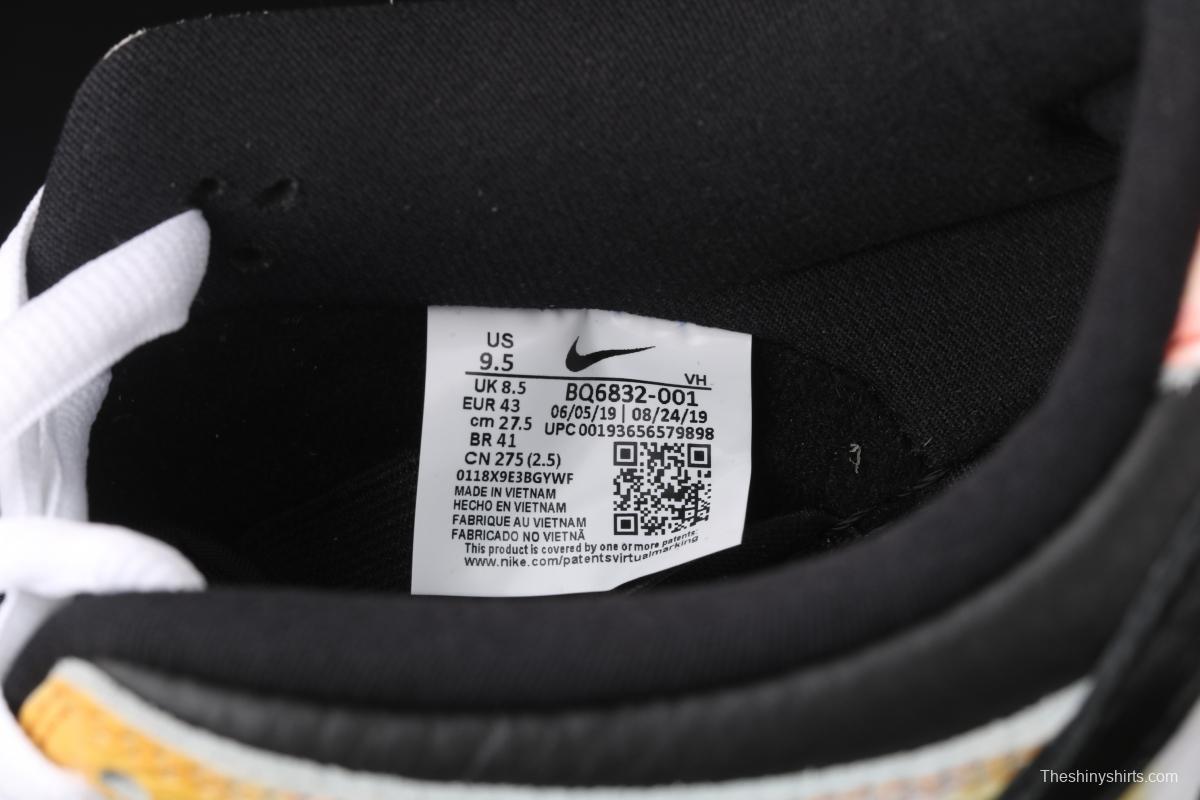 US
9.5
VH
UK 8.5
BQ6832-001
EUR 43
06/05/19 | 08/24/19
cm 27.5
UPC 00193656579898
BR 41
CN 275 (2.5)
0118X9E3BGYWF
MADE IN VIETNAM
HECHO EN VIETNAM
FABRIQUE AU VIETNAM
FABRICADO NO VIETNÃ
This product is covered by one or more patents:
www.nike.com/patentsvirtualmarking
Theshinyshirts.com